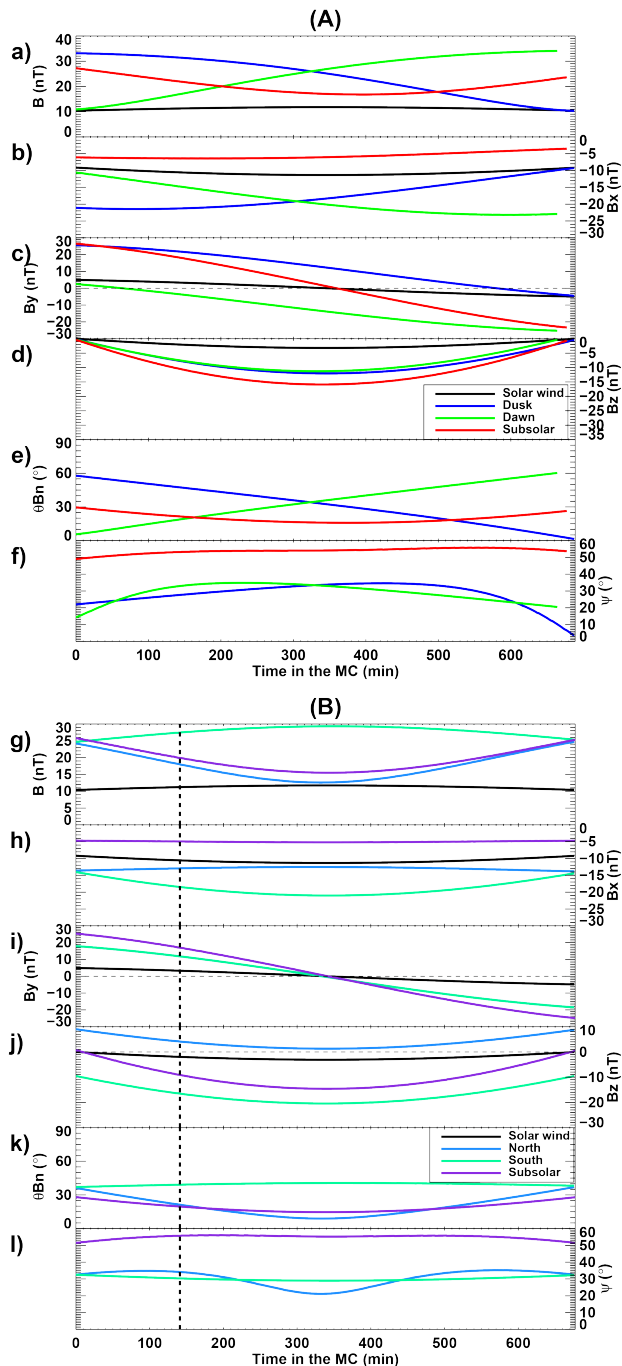 (A)
a)
B (nT)
40
30
20
10
0
b)
Bx (nT)
0
−5
−10
−15
−20
−25
−30
c)
By (nT)
30
20
10
0
−10
−20
−30
d)
Bz (nT)
0
−5
−10
−15
−20
−25
−30
−35
Solar wind
Dusk
Dawn
Subsolar
e)
θBn (°)
90
60
30
0
f)
ψ (°)
60
50
40
30
20
10
0
0 100 200 300 400 500 600
Time in the MC (min)
(B)
g)
B (nT)
30
25
20
15
10
5
0
h)
Bx (nT)
0
−5
−10
−15
−20
−25
−30
i)
By (nT)
30
20
10
0
−10
−20
−30
j)
Bz (nT)
10
0
−10
−20
−30
k)
θBn (°)
90
60
30
0
Solar wind
North
South
Subsolar
l)
ψ (°)
60
50
40
30
20
10
0
0 100 200 300 400 500 600
Time in the MC (min)